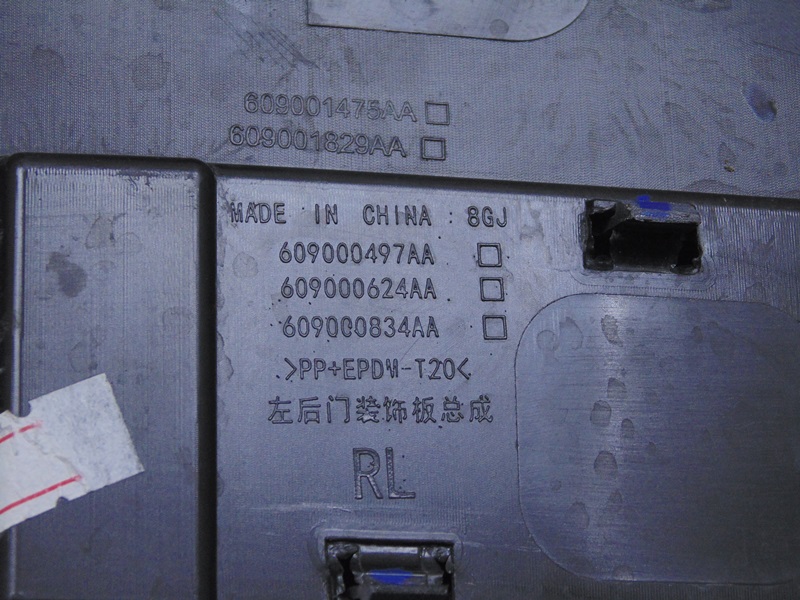 609001475AA □
609001829AA □
MADE IN CHINA : 8GJ
609000497AA □
609000624AA □
609000834AA □
>PP+EPDM-T20<
左后门装饰板总成
RL